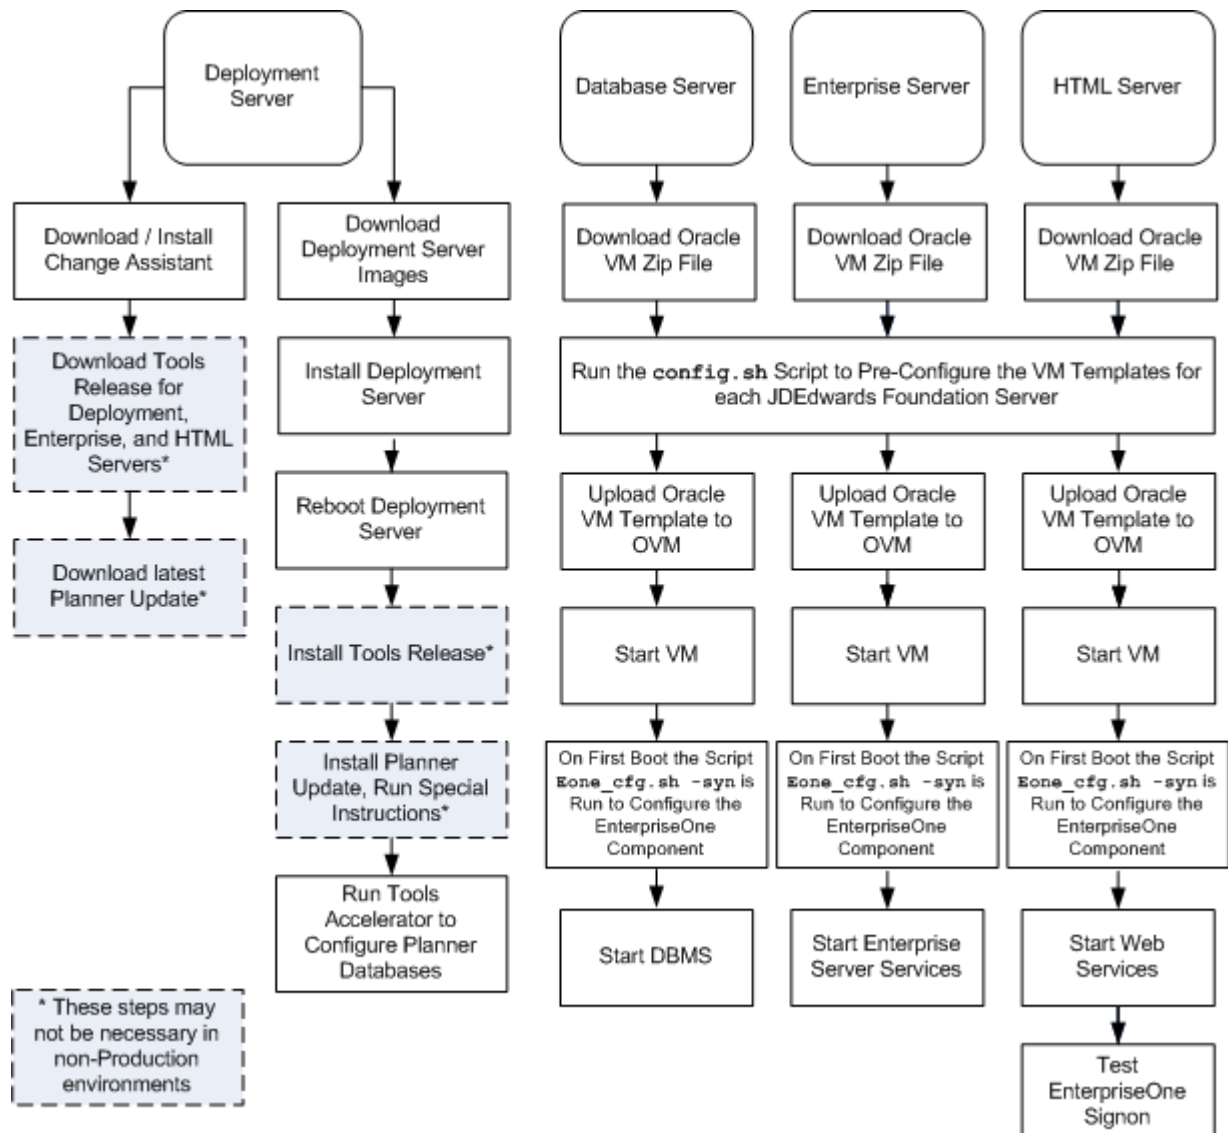 Deployment
Server
Database Server
Enterprise Server
HTML Server
Download / Install
Change Assistant
Download
Deployment Server
Images
Download Oracle
VM Zip File
Download Oracle
VM Zip File
Download Oracle
VM Zip File
Download Tools
Release for
Deployment,
Enterprise, and HTML
Servers*
Install Deployment
Server
Run the config.sh Script to Pre-Configure the VM Templates for
each JDEdwards Foundation Server
Download latest
Planner Update*
Reboot Deployment
Server
Upload Oracle
VM Template to
OVM
Upload Oracle
VM Template to
OVM
Upload Oracle
VM Template to
OVM
Install Tools Release*
Start VM
Start VM
Start VM
Install Planner
Update, Run Special
Instructions*
On First Boot the Script
Eone_cfg.sh -syn is
Run to Configure the
EnterpriseOne
Component
On First Boot the Script
Eone_cfg.sh -syn is
Run to Configure the
EnterpriseOne
Component
On First Boot the Script
Eone_cfg.sh -syn is
Run to Configure the
EnterpriseOne
Component
Run Tools
Accelerator to
Configure Planner
Databases
Start DBMS
Start Enterprise
Server Services
Start Web
Services
* These steps may
not be necessary in
non-Production
environments
Test
EnterpriseOne
Signon